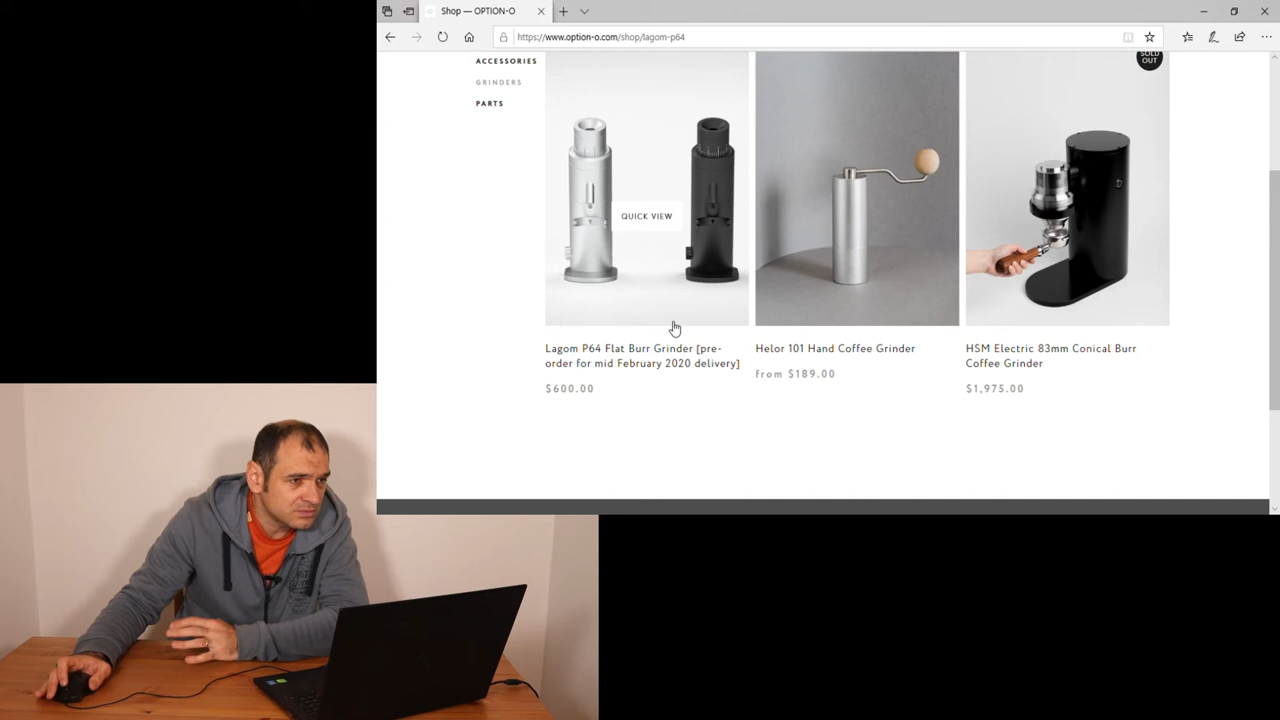 Shop — OPTION-O
https://www.option-o.com/shop/lagom-p64
ACCESSORIES
GRINDERS
PARTS
QUICK VIEW
SOLD
OUT
Lagom P64 Flat Burr Grinder [pre-
order for mid February 2020 delivery]
$600.00
Helor 101 Hand Coffee Grinder
from $189.00
HSM Electric 83mm Conical Burr
Coffee Grinder
$1,975.00